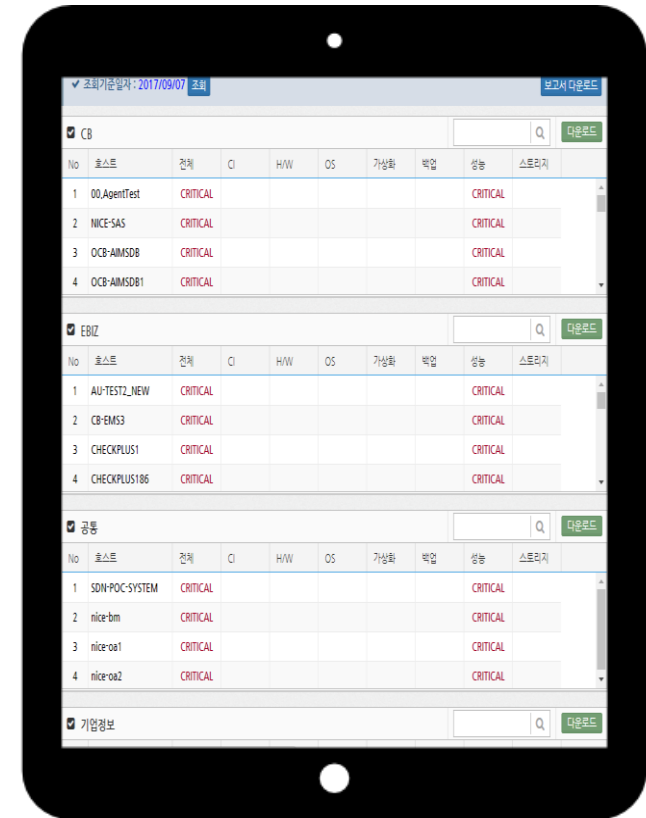 조회기준일자 : 2017/09/07 조회 보고서 다운로드
CB 다운로드
No 호스트 전체 CI H/W OS 가상화 백업 성능 스토리지
1 00,AgentTest CRITICAL CRITICAL
2 NICE-SAS CRITICAL CRITICAL
3 OCB-AIMSDB CRITICAL CRITICAL
4 OCB-AIMSDB1 CRITICAL CRITICAL
EBIZ 다운로드
No 호스트 전체 CI H/W OS 가상화 백업 성능 스토리지
1 AU-TEST2_NEW CRITICAL CRITICAL
2 CB-EMS3 CRITICAL CRITICAL
3 CHECKPLUS1 CRITICAL CRITICAL
4 CHECKPLUS186 CRITICAL CRITICAL
공통 다운로드
No 호스트 전체 CI H/W OS 가상화 백업 성능 스토리지
1 SDN-POC-SYSTEM CRITICAL CRITICAL
2 nice-bm CRITICAL CRITICAL
3 nice-oa1 CRITICAL CRITICAL
4 nice-oa2 CRITICAL CRITICAL
기업정보 다운로드